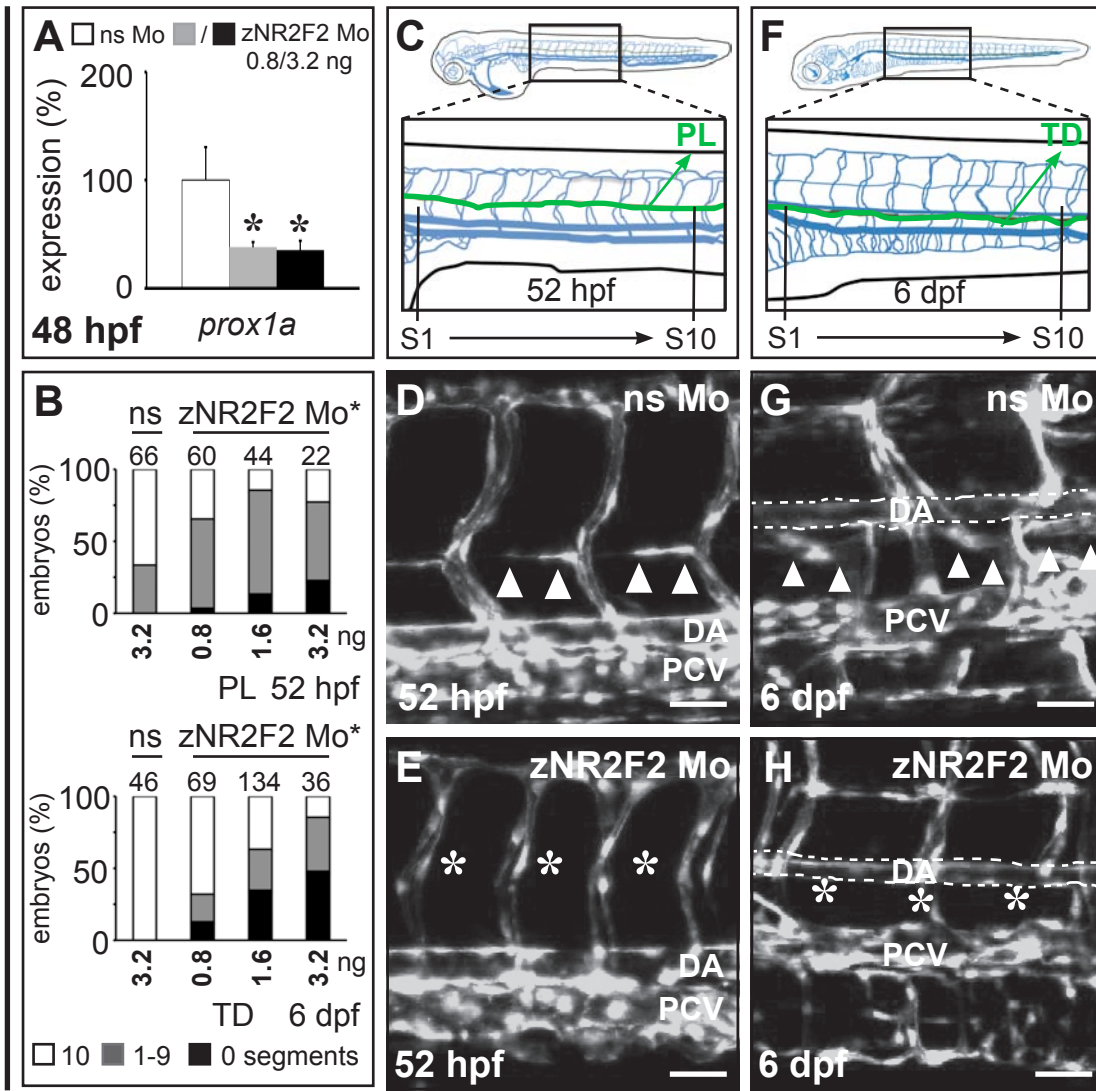 A
ns Mo / zNR2F2 Mo
0.8/3.2 ng
expression (%)
200
100
0
* *
48 hpf
prox1a
B
ns zNR2F2 Mo*
66 60 44 22
embryos (%)
100
50
0
3.2 0.8 1.6 3.2 ng
PL 52 hpf
ns zNR2F2 Mo*
46 69 134 36
embryos (%)
100
50
0
3.2 0.8 1.6 3.2 ng
TD 6 dpf
10 1-9 0 segments
C
PL
52 hpf
S1 S10
F
TD
6 dpf
S1 S10
D ns Mo
DA
PCV
52 hpf
G ns Mo
DA
PCV
6 dpf
E zNR2F2 Mo
* * *
DA
PCV
52 hpf
H zNR2F2 Mo
DA
* * *
PCV
6 dpf